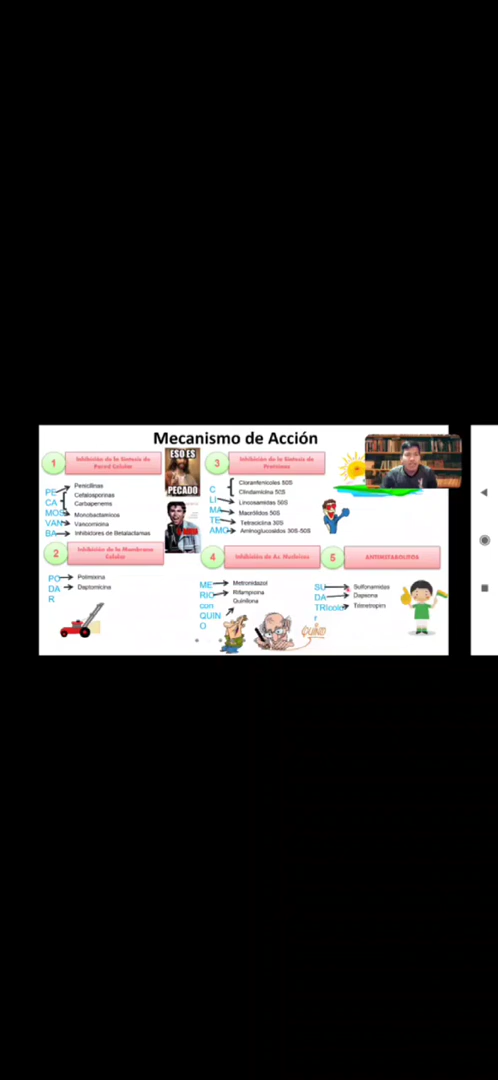 Mecanismo de Acción
1
Inhibición de la Síntesis de
Pared Celular
PE
CA
MOS
VAN
BA
Penicilinas
Cefalosporinas
Carbapenems
Monobactámicos
Vancomicina
Inhibidores de Betalactamas
ESO ES
PECADO
2
Inhibición de la Membrana
Celular
PO
DA
R
Polimixina
Daptomicina
3
Inhibición de la Síntesis de
Proteínas
C
LI
MA
TE
AMO
Cloranfenicoles 50S
Clindamicina 50S
Lincosamidas 50S
Macrólidos 50S
Tetraciclina 30S
Aminoglucosidos 30S-50S
4
Inhibición de Ac. Nucleicos
ME
RIO
con
QUIN
O
Metronidazol
Rifampicina
Quinolona
QUINO
5
ANTIMETABOLITOS
SU
DA
TRIcolo
r
Sulfonamidas
Dapsona
Trimetropim